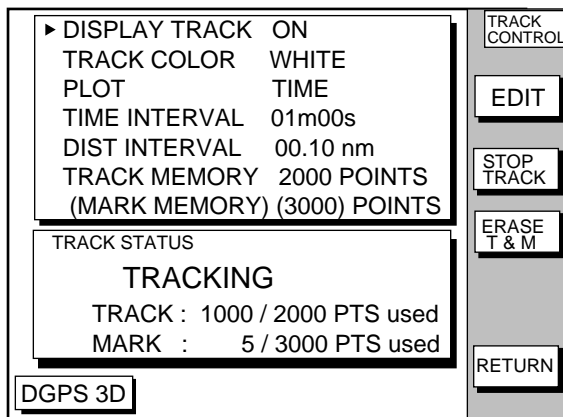 ▶ DISPLAY TRACK ON
TRACK COLOR WHITE
PLOT TIME
TIME INTERVAL 01m00s
DIST INTERVAL 00.10 nm
TRACK MEMORY 2000 POINTS
(MARK MEMORY) (3000) POINTS
TRACK STATUS
TRACKING
TRACK : 1000 / 2000 PTS used
MARK : 5 / 3000 PTS used
DGPS 3D
TRACK
CONTROL
EDIT
STOP
TRACK
ERASE
T & M
RETURN